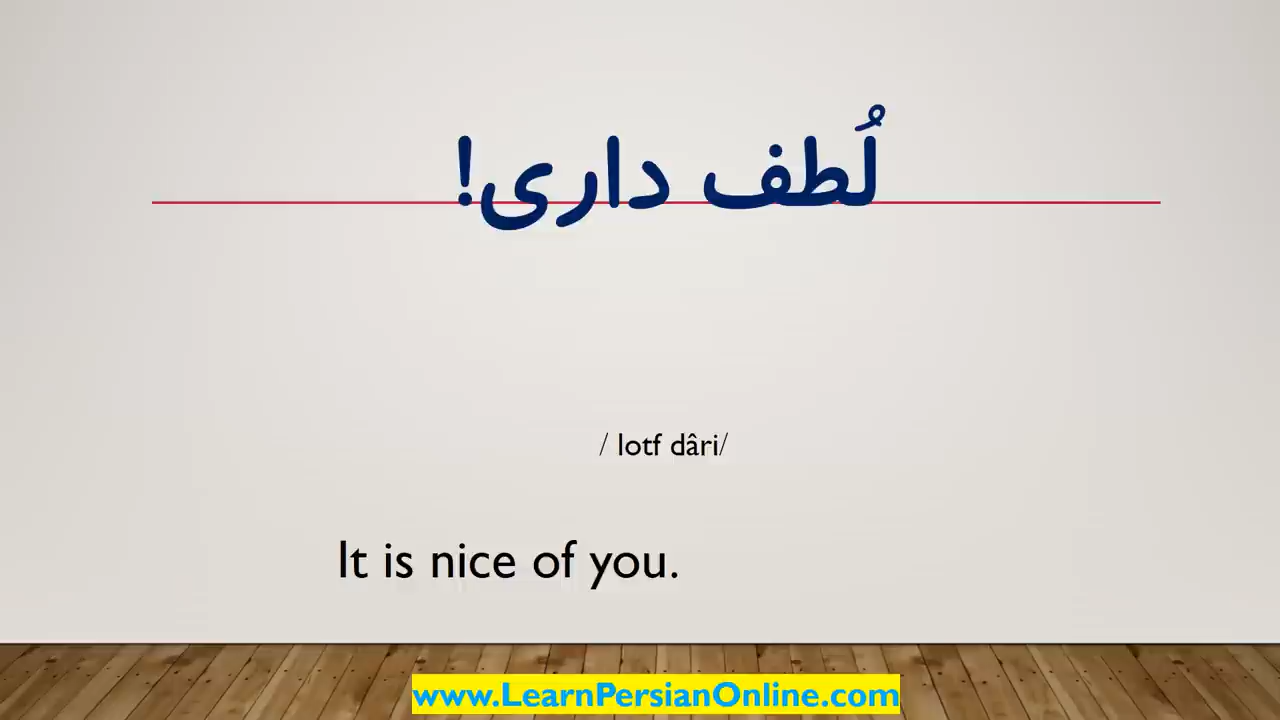 لُطف داری!
/ lotf dâri/
It is nice of you.
www.LearnPersianOnline.com